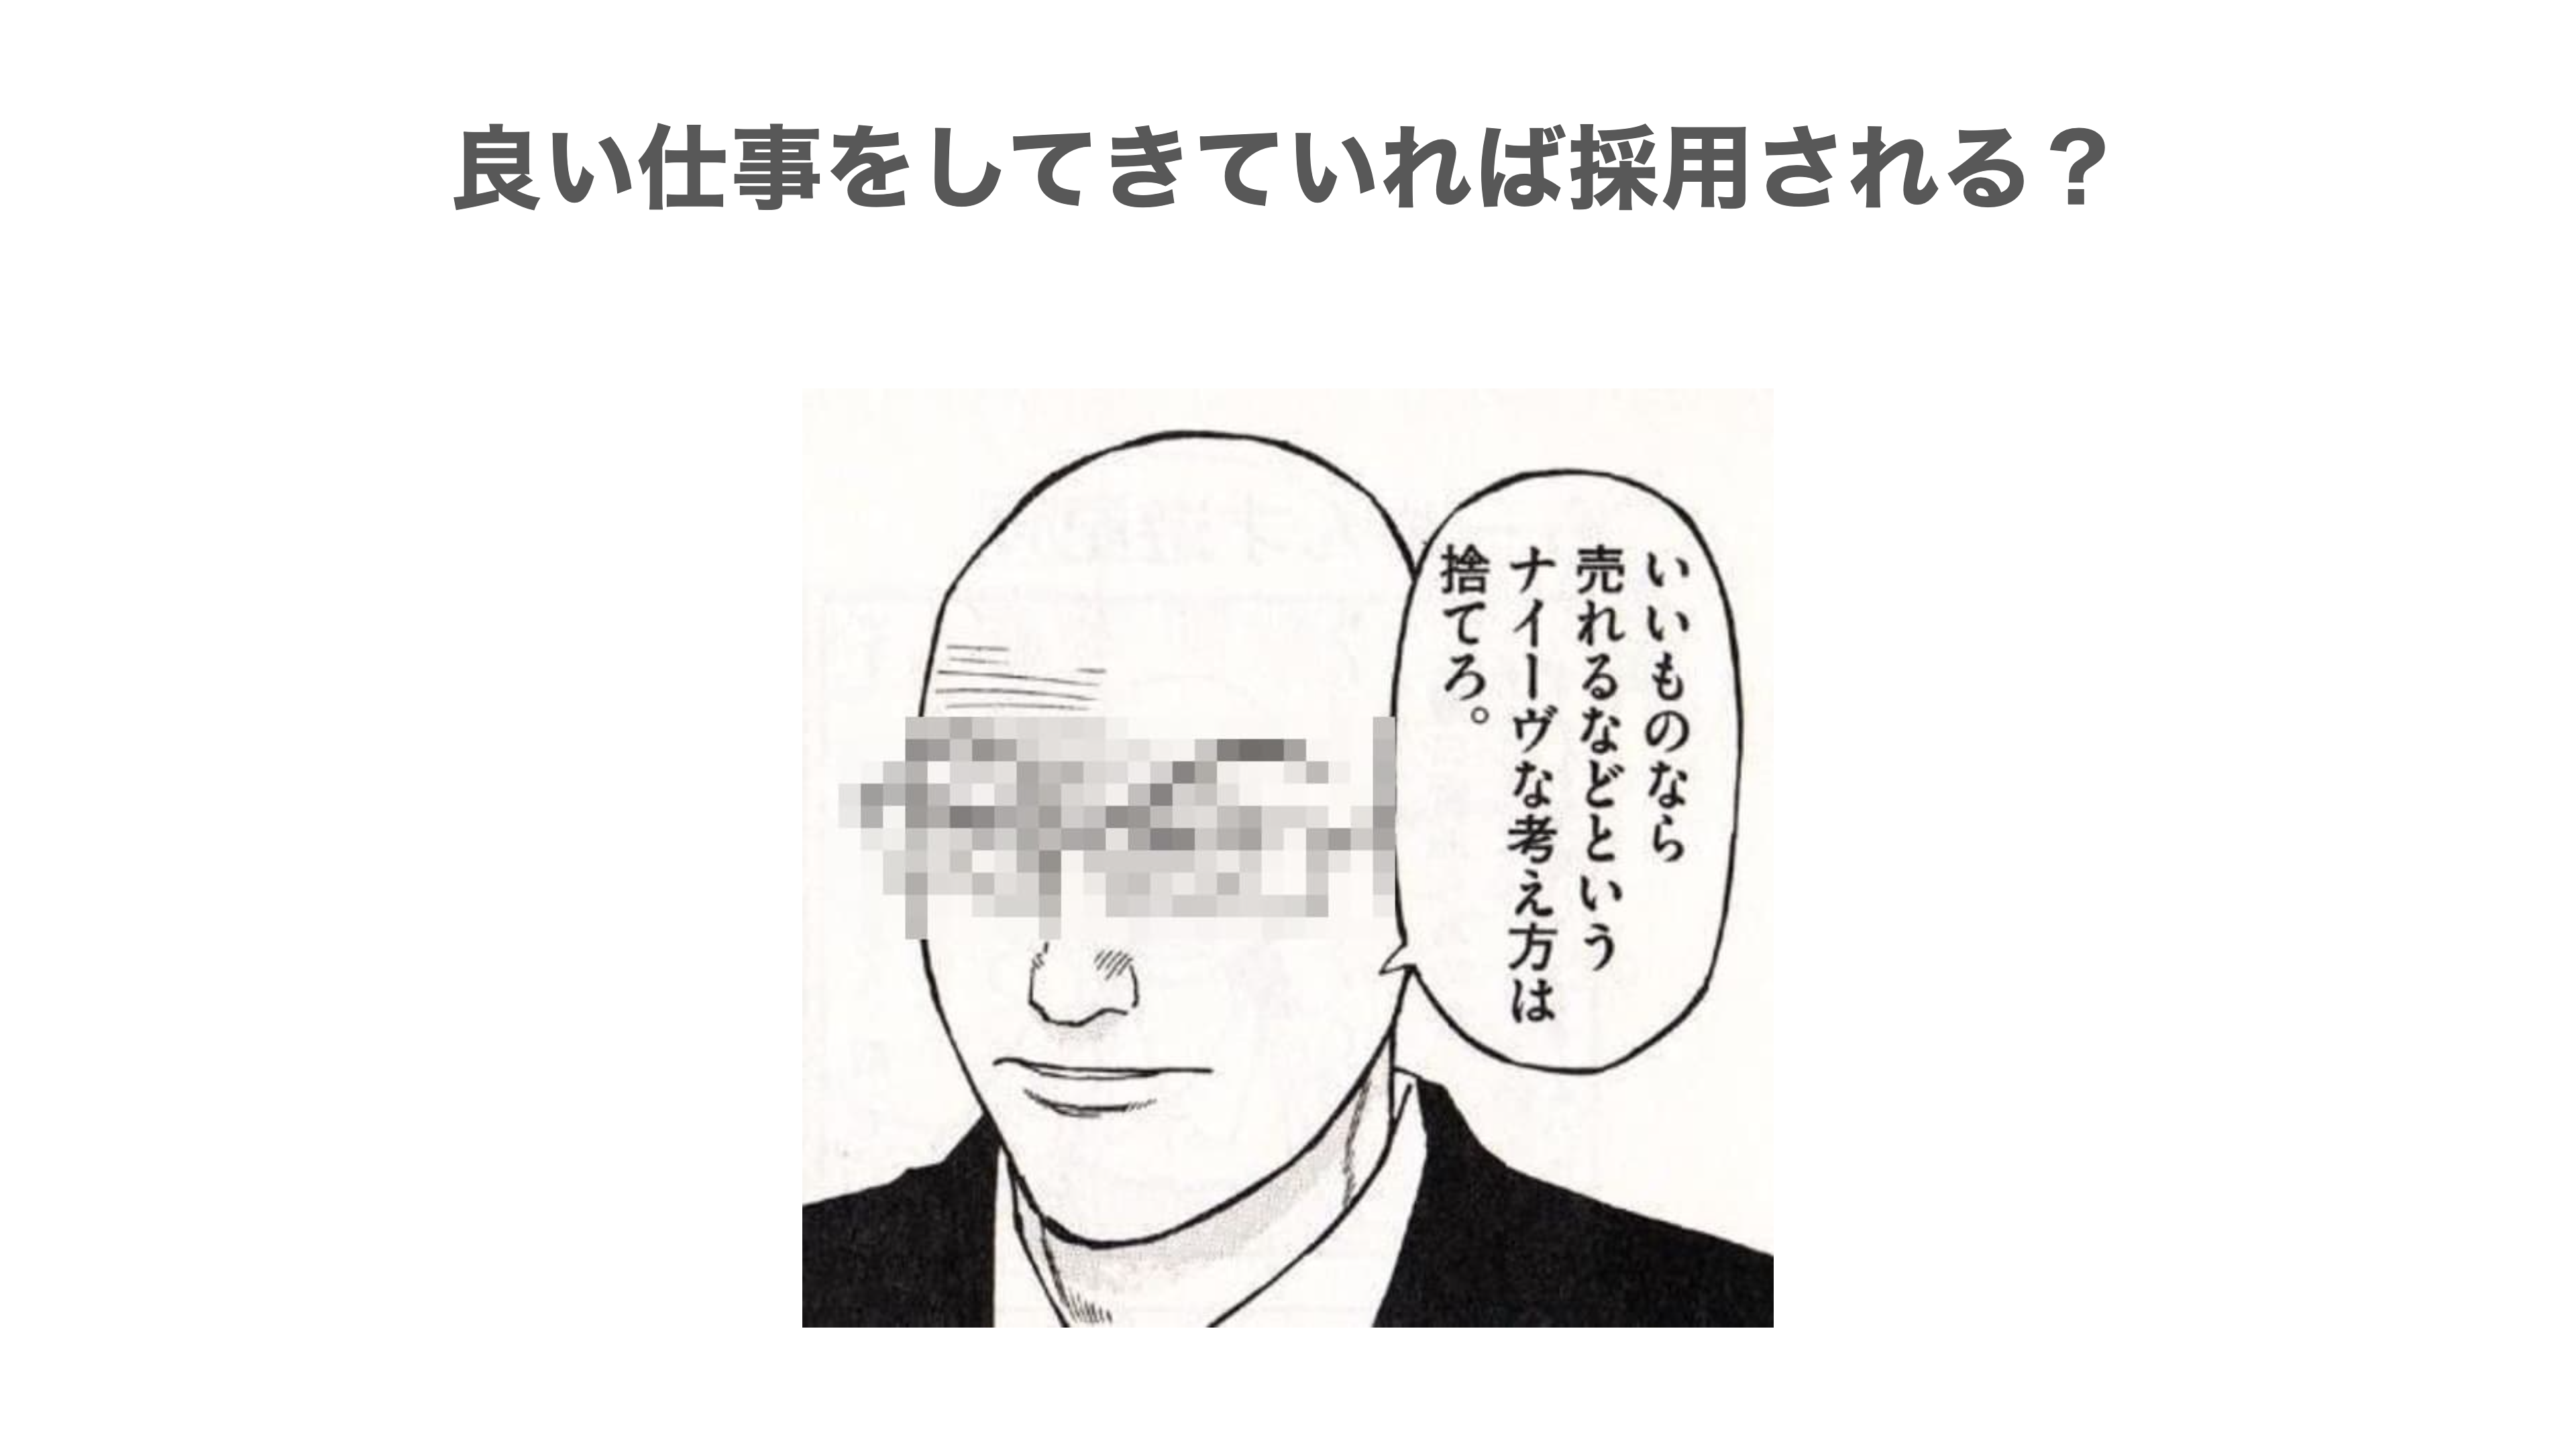 良い仕事をしてきていれば採用される？
いいものなら
売れるなどという
ナイーヴな考え方は
捨てろ。